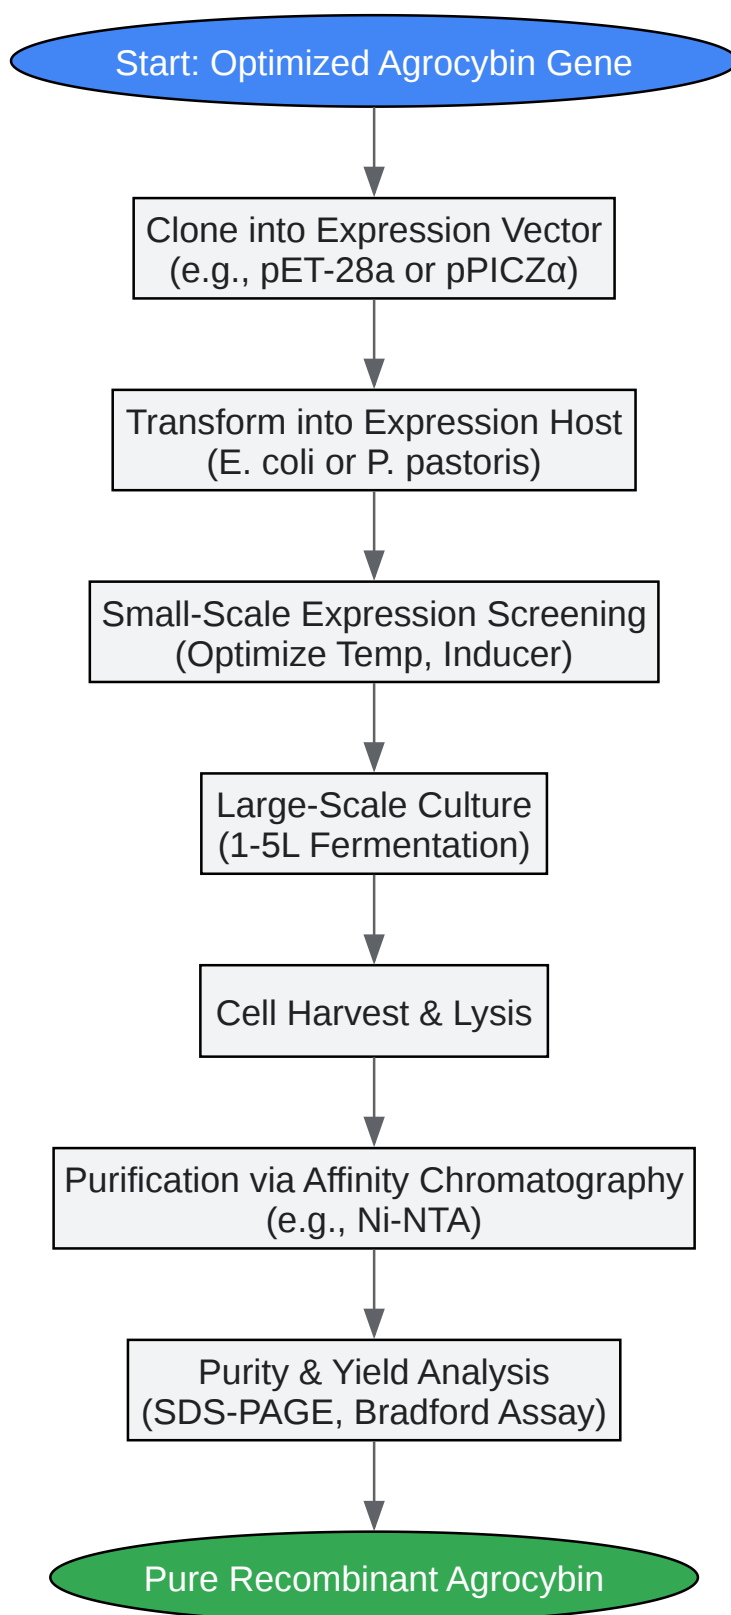 Start: Optimized Agrocybin Gene
Clone into Expression Vector
(e.g., pET-28a or pPICZα)
Transform into Expression Host
(E. coli or P. pastoris)
Small-Scale Expression Screening
(Optimize Temp, Inducer)
Large-Scale Culture
(1-5L Fermentation)
Cell Harvest & Lysis
Purification via Affinity Chromatography
(e.g., Ni-NTA)
Purity & Yield Analysis
(SDS-PAGE, Bradford Assay)
Pure Recombinant Agrocybin